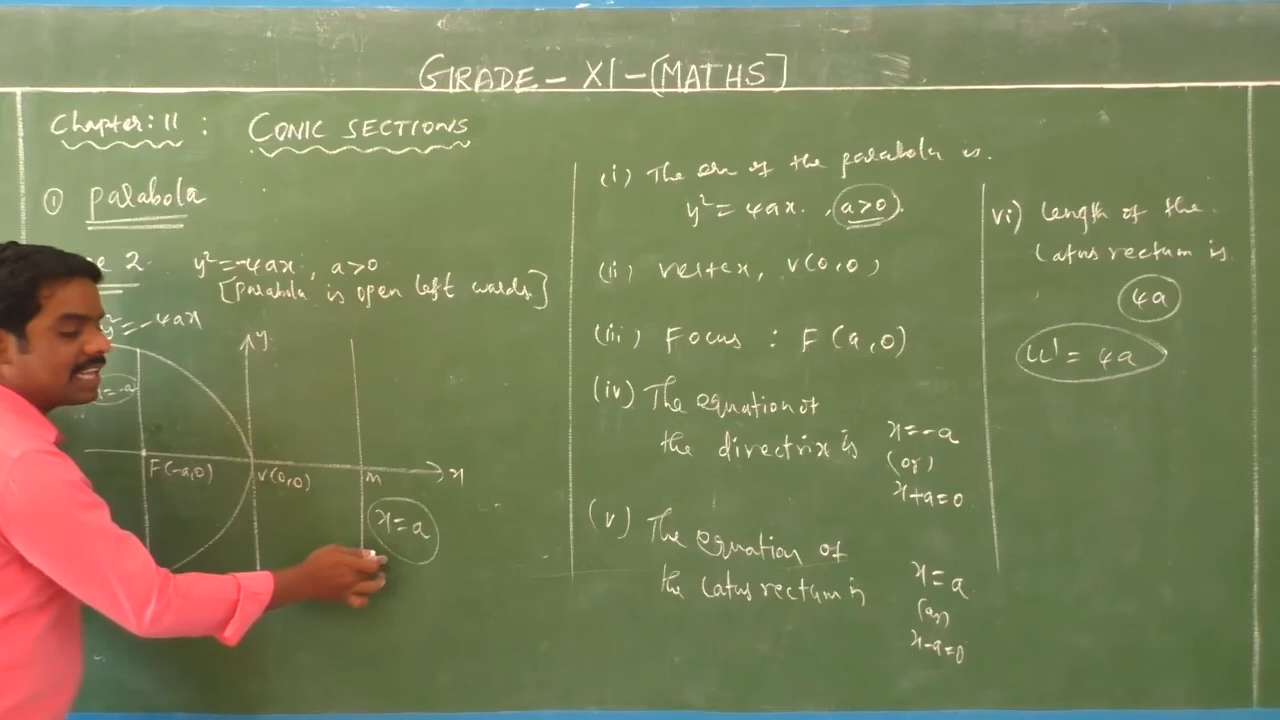 GRADE - XI - [MATHS]
Chapter: 11 : CONIC SECTIONS
① parabola
2 y²=-4ax, a>0
[parabola is open left wards]
y²=-4ax
y
=-a
F(-a,0)
V(0,0)
M
x
x=a
(i) The eqn of the parabola is.
y²= 4ax. , a>0.
(ii) vertex, V(0,0)
(iii) Focus : F(a,0)
(iv) The equation of
the directrix is x=-a
(or)
x+a=0
(v) The equation of
the latus rectum is x=a
(or)
x-a=0
vi) length of the
Latus rectum is.
4a
LL' = 4a